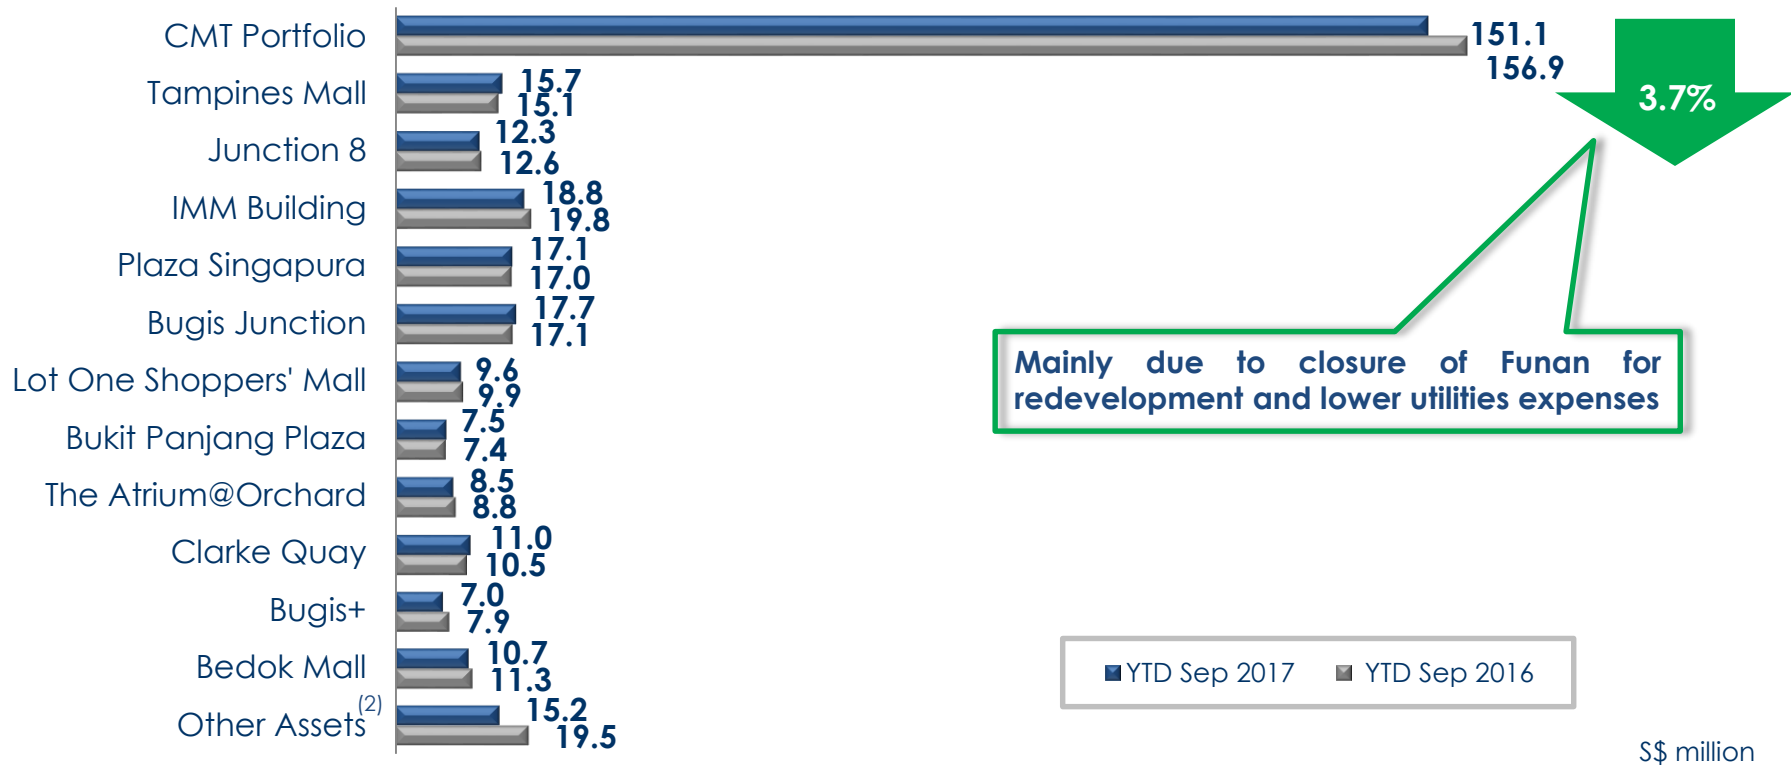 CMT Portfolio
151.1
156.9
3.7%
Tampines Mall
15.7
15.1
Junction 8
12.3
12.6
IMM Building
18.8
19.8
Plaza Singapura
17.1
17.0
Bugis Junction
17.7
17.1
Mainly due to closure of Funan for
redevelopment and lower utilities expenses
Lot One Shoppers' Mall
9.6
9.9
Bukit Panjang Plaza
7.5
7.4
The Atrium@Orchard
8.5
8.8
Clarke Quay
11.0
10.5
Bugis+
7.0
7.9
Bedok Mall
10.7
11.3
YTD Sep 2017 YTD Sep 2016
Other Assets (2)
15.2
19.5
S$ million